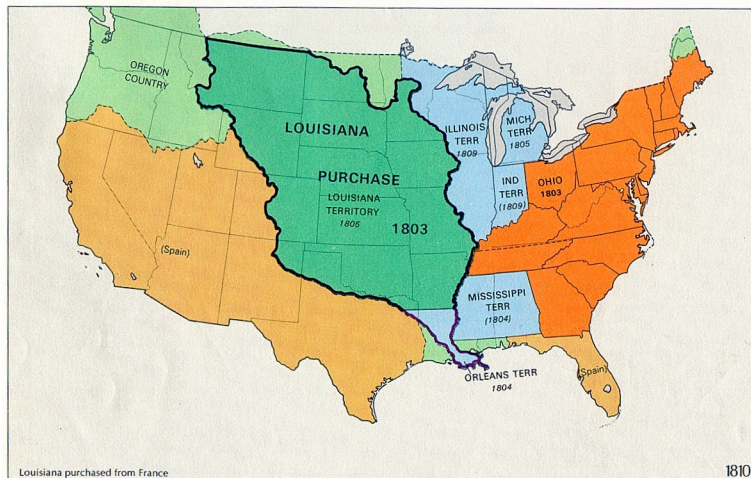 OREGON
COUNTRY
LOUISIANA
PURCHASE
LOUISIANA
TERRITORY
1805
1803
ILLINOIS
TERR
1809
MICH
TERR
1805
IND
TERR
(1809)
OHIO
1803
(Spain)
MISSISSIPPI
TERR
(1804)
ORLEANS TERR
1804
(Spain)
Louisiana purchased from France
1810